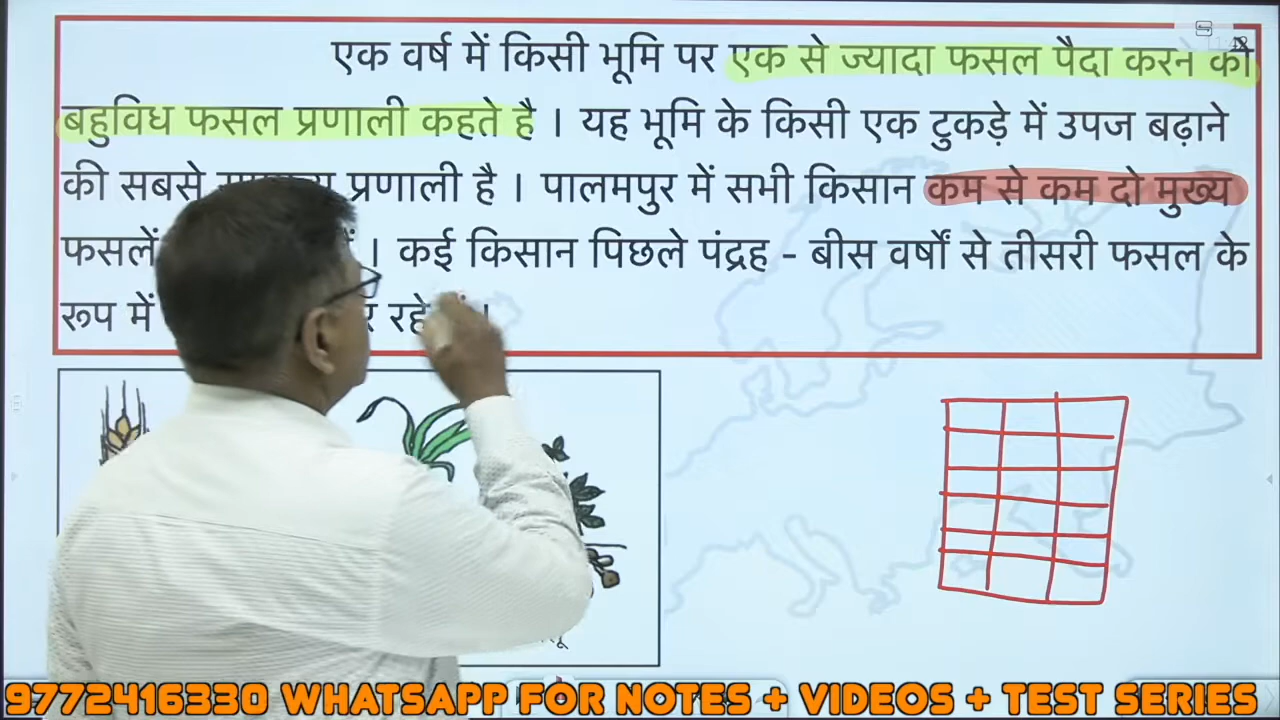 एक वर्ष में किसी भूमि पर एक से ज्यादा फसल पैदा करने को
बहुविध फसल प्रणाली कहते है । यह भूमि के किसी एक टुकड़े में उपज बढ़ाने
की सबसे प्रणाली है । पालमपुर में सभी किसान कम से कम दो मुख्य
फसलें । कई किसान पिछले पंद्रह - बीस वर्षों से तीसरी फसल के
रूप में रहे ।
9772416330 WHATSAPP FOR NOTES + VIDEOS + TEST SERIES